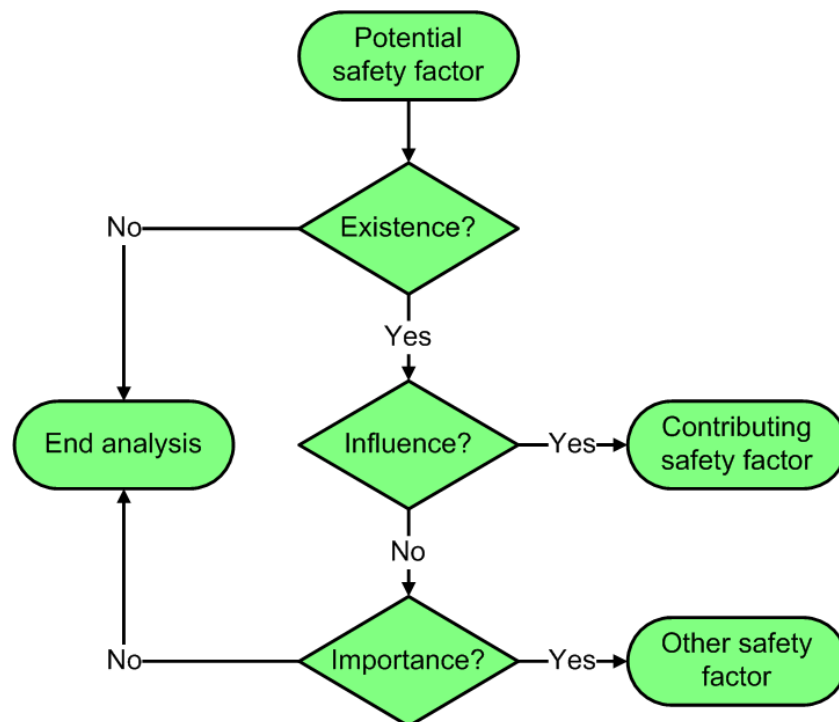 Potential
safety factor
Existence?
No
Yes
End analysis
Influence?
Yes
Contributing
safety factor
No
Importance?
No
Yes
Other safety
factor